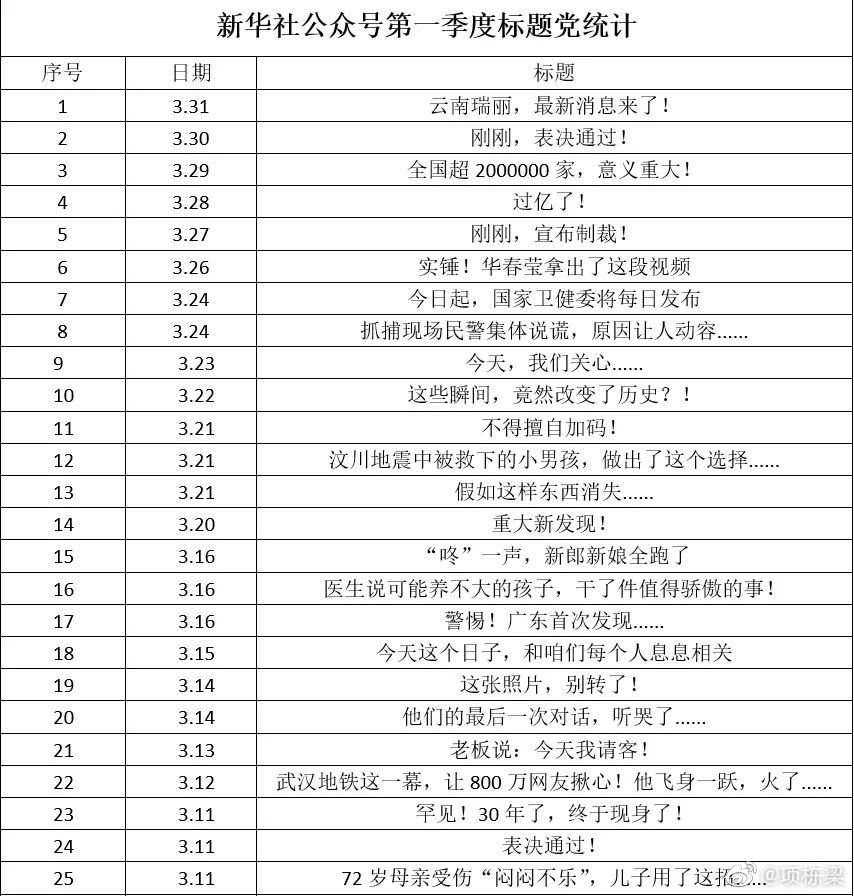 新华社公众号第一季度标题党统计
序号 日期 标题
1 3.31 云南瑞丽，最新消息来了！
2 3.30 刚刚，表决通过！
3 3.29 全国超 2000000 家，意义重大！
4 3.28 过亿了！
5 3.27 刚刚，宣布制裁！
6 3.26 实锤！华春莹拿出了这段视频
7 3.24 今日起，国家卫健委将每日发布
8 3.24 抓捕现场民警集体说谎，原因让人动容......
9 3.23 今天，我们关心......
10 3.22 这些瞬间，竟然改变了历史？！
11 3.21 不得擅自加码！
12 3.21 汶川地震中被救下的小男孩，做出了这个选择......
13 3.21 假如这样东西消失......
14 3.20 重大新发现！
15 3.16 “咚”一声，新郎新娘全跑了
16 3.16 医生说可能养不大的孩子，干了件值得骄傲的事！
17 3.16 警惕！广东首次发现......
18 3.15 今天这个日子，和咱们每个人息息相关
19 3.14 这张照片，别转了！
20 3.14 他们的最后一次对话，听哭了......
21 3.13 老板说：今天我请客！
22 3.12 武汉地铁这一幕，让 800 万网友揪心！他飞身一跃，火了......
23 3.11 罕见！30 年了，终于现身了！
24 3.11 表决通过！
25 3.11 72 岁母亲受伤“闷闷不乐”，儿子用了这招......
@项栋梁